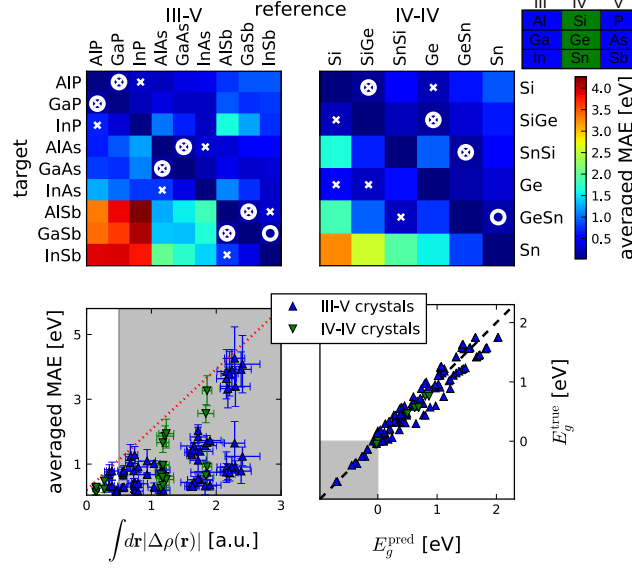 reference
III-V
IV-IV
III IV V
Al Si P
Ga Ge As
In Sn Sb
AlP GaP InP AlAs GaAs InAs AlSb GaSb InSb
Si SiGe SnSi Ge GeSn Sn
target
AlP
GaP
InP
AlAs
GaAs
InAs
AlSb
GaSb
InSb
Si
SiGe
SnSi
Ge
GeSn
Sn
4.0
3.5
3.0
2.5
2.0
1.5
1.0
0.5
averaged MAE [eV]
III-V crystals
IV-IV crystals
averaged MAE [eV]
5
3
1
0 1 2 3
∫dr|Δρ(r)| [a.u.]
2
1
0
E_g^true [eV]
0 1 2
E_g^pred [eV]